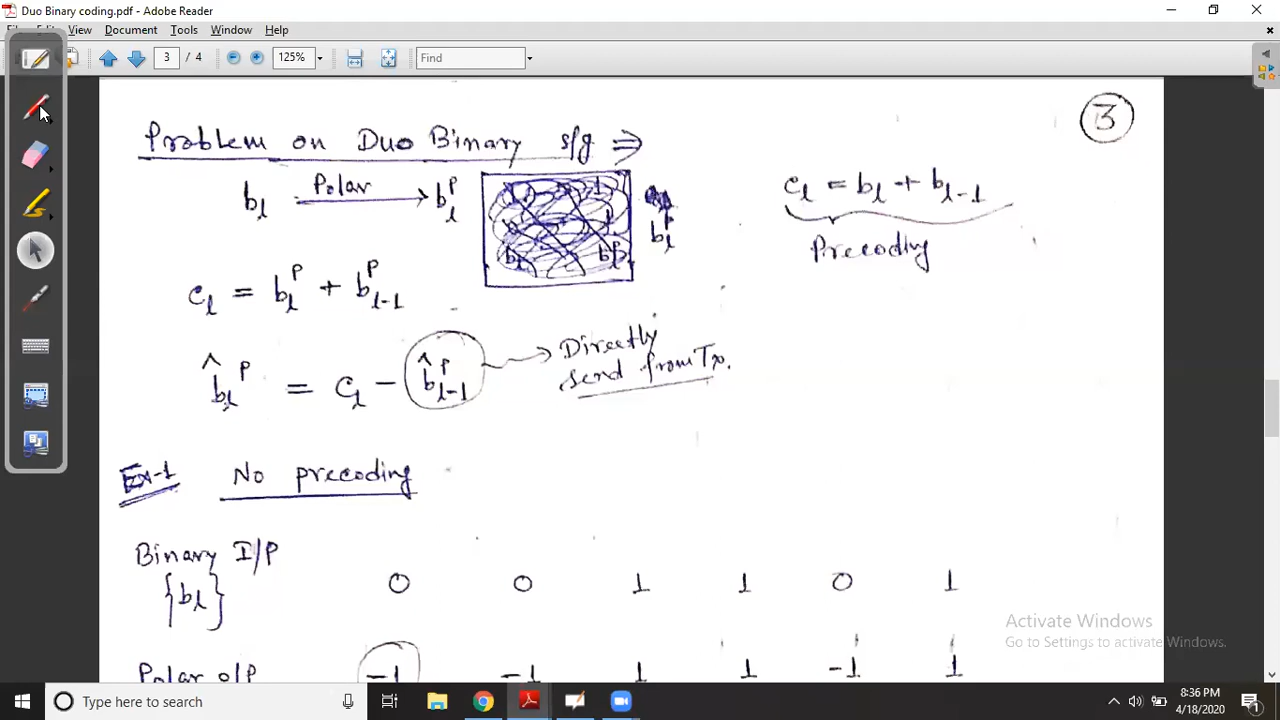 Duo Binary coding.pdf - Adobe Reader
File Edit View Document Tools Window Help
3 / 4 125% Find
3
Problem on Duo Binary s/g ⇒
b_l Polar → b_l^P
b_l^P
c_l = b_l + b_{l-1}
Precoding
c_l = b_l^P + b_{l-1}^P
b̂_l^P = c_l - b̂_{l-1}^P → Directly
send from Tx.
Ex-1 No precoding
Binary I/P
{b_l} 0 0 1 1 0 1
Polar O/P -1 -1 1 1 -1 1
Activate Windows
Go to Settings to activate Windows.
Type here to search
8:36 PM
4/18/2020
1